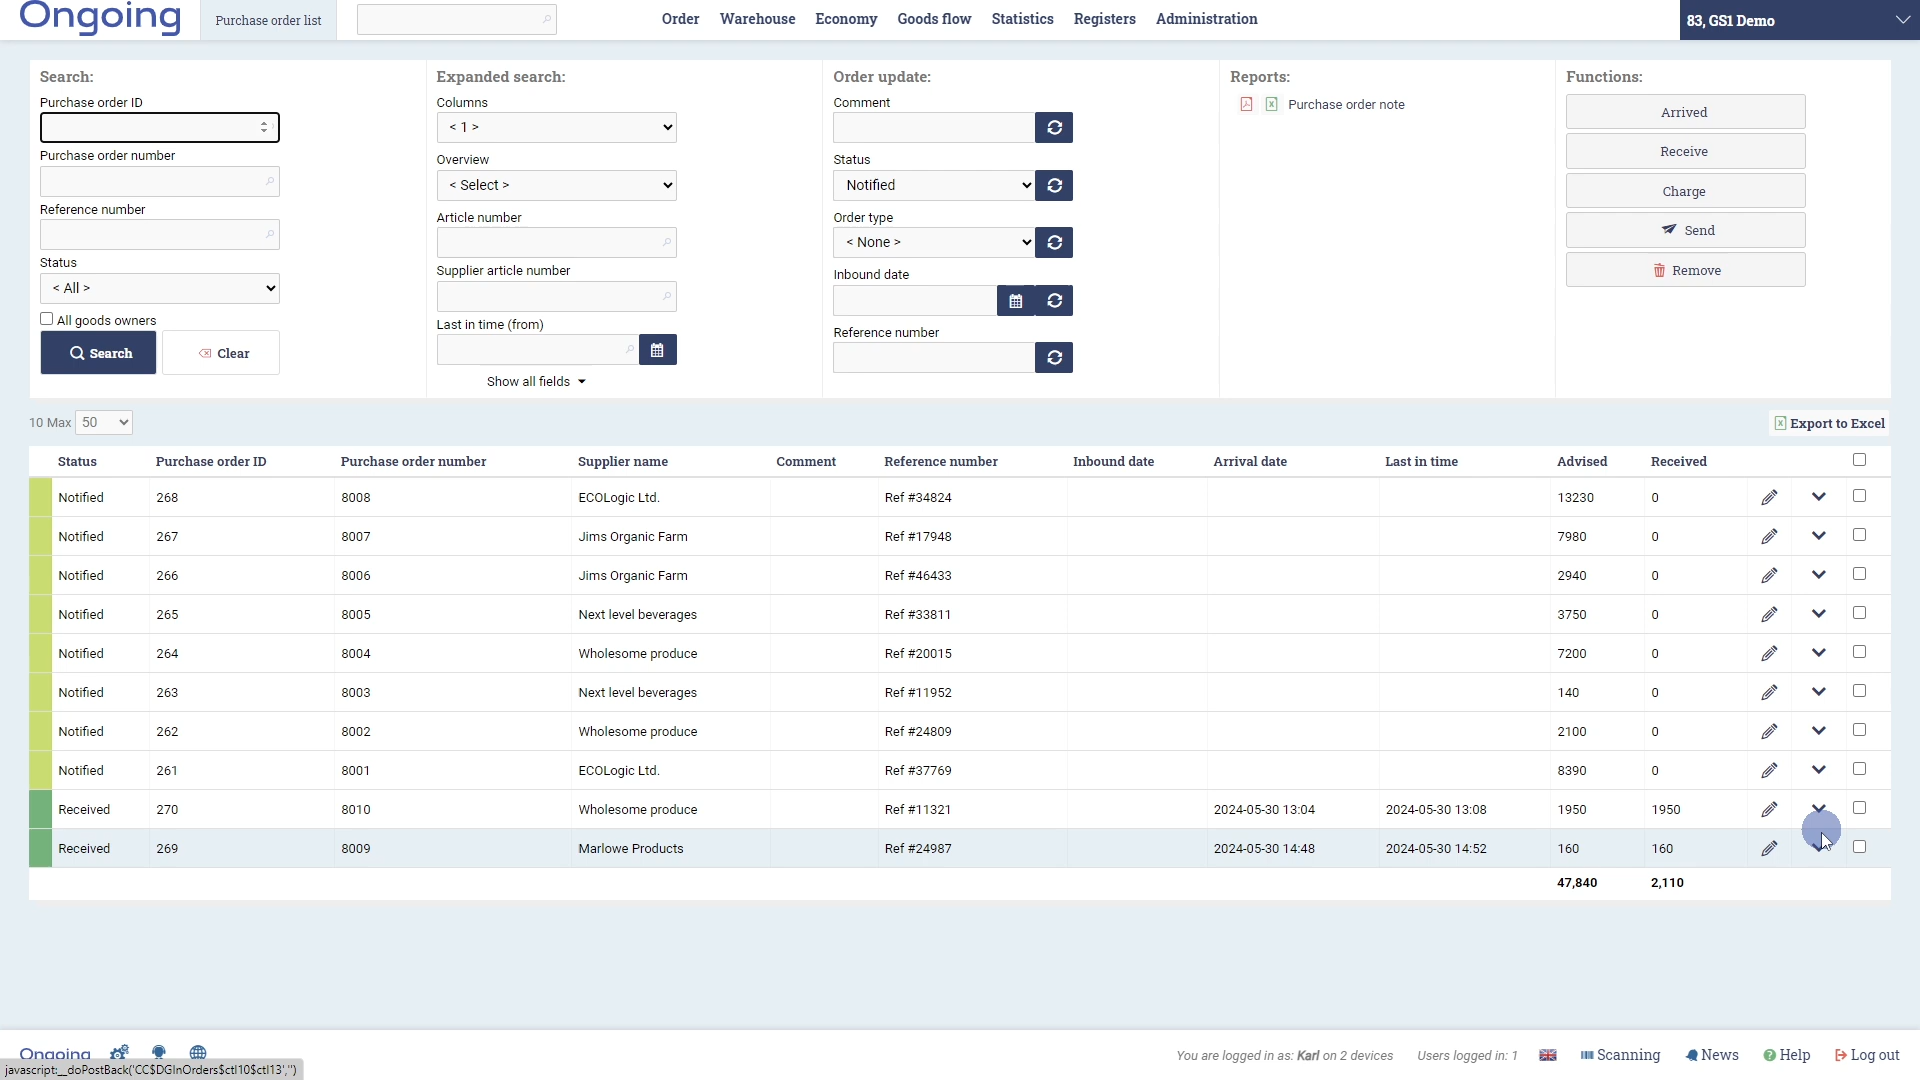 Ongoing
Purchase order list
Order Warehouse Economy Goods flow Statistics Registers Administration
83, GS1 Demo
Search:
Purchase order ID
Purchase order number
Reference number
Status
< All >
All goods owners
Search
Clear
Expanded search:
Columns
< 1 >
Overview
< Select >
Article number
Supplier article number
Last in time (from)
Show all fields
Order update:
Comment
Status
Notified
Order type
< None >
Inbound date
Reference number
Reports:
Purchase order note
Functions:
Arrived
Receive
Charge
Send
Remove
10 Max 50
Export to Excel
Status Purchase order ID Purchase order number Supplier name Comment Reference number Inbound date Arrival date Last in time Advised Received
Notified 268 8008 ECOLogic Ltd. Ref #34824 13230 0
Notified 267 8007 Jims Organic Farm Ref #17948 7980 0
Notified 266 8006 Jims Organic Farm Ref #46433 2940 0
Notified 265 8005 Next level beverages Ref #33811 3750 0
Notified 264 8004 Wholesome produce Ref #20015 7200 0
Notified 263 8003 Next level beverages Ref #11952 140 0
Notified 262 8002 Wholesome produce Ref #24809 2100 0
Notified 261 8001 ECOLogic Ltd. Ref #37769 8390 0
Received 270 8010 Wholesome produce Ref #11321 2024-05-30 13:04 2024-05-30 13:08 1950 1950
Received 269 8009 Marlowe Products Ref #24987 2024-05-30 14:48 2024-05-30 14:52 160 160
47,840 2,110
Ongoing
You are logged in as: Karl on 2 devices Users logged in: 1 Scanning News Help Log out
javascript:__doPostBack('CC$DGInOrders$ctl10$ctl13','')